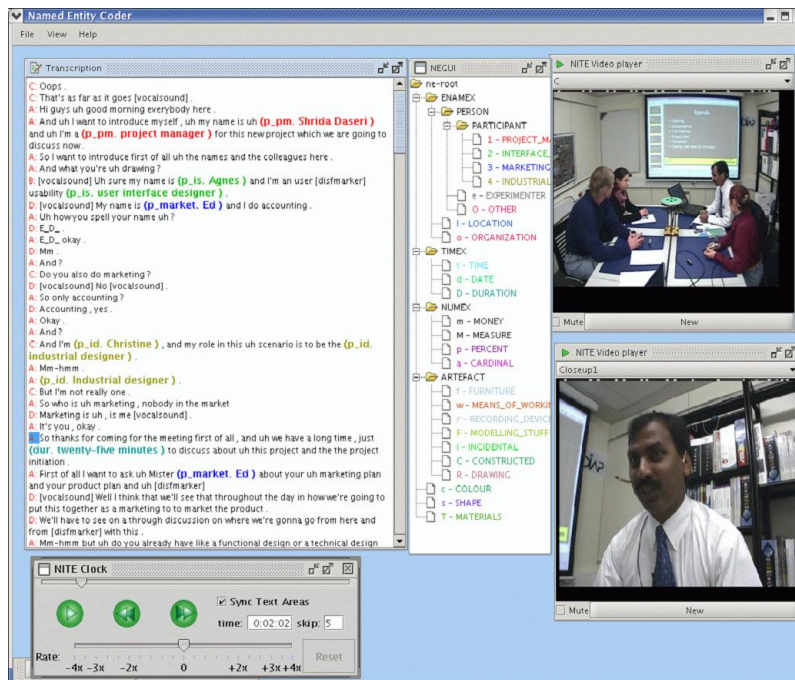 Named Entity Coder
File View Help
Transcription
C: Oops .
C: That's as far as it goes [vocalsound] .
A: Hi guys uh good morning everybody here .
A: And uh I want to introduce myself , uh my name is uh (p_pm. Shrida Daseri )
and uh I'm a (p_pm. project manager ) for this new project which we are going to
discuss now .
A: So I want to introduce first of all uh the names and the colleagues here .
A: And what you're uh drawing ?
B: [vocalsound] Uh sure my name is (p_is. Agnes ) and I'm an user [disfmarker]
usability (p_is. user interface designer ) .
D: [vocalsound] My name is (p_market. Ed ) and I do accounting .
A: Uh how you spell your name uh ?
D: E_D_ .
A: E_D_ okay .
D: Mm .
A: And ?
C: Do you also do marketing ?
D: [vocalsound] No [vocalsound] .
A: So only accounting ?
D: Accounting , yes .
A: Okay .
A: And ?
C: And I'm (p_id. Christine ) , and my role in this uh scenario is to be the (p_id.
industrial designer ) .
A: Mm-hmm .
A: (p_id. Industrial designer ) .
C: But I'm not really one .
A: So who is uh marketing , nobody in the market
D: Marketing is uh , is me [vocalsound] .
A: It's you , okay .
A: So thanks for coming for the meeting first of all , and uh we have a long time , just
(dur. twenty-five minutes ) to discuss about uh this project and the the project
initiation .
A: First of all I want to ask uh Mister (p_market. Ed ) about your uh marketing plan
and your product plan and uh [disfmarker]
D: [vocalsound] Well I think that we'll see that throughout the day in how we're going to
put this together as a marketing to to market the product .
D: We'll have to see on a through discussion on where we're gonna go from here and
from [disfmarker] with this .
A: Mm-hmm but uh do you already have like a functional design or a technical design
NEGUI
ne-root
ENAMEX
PERSON
PARTICIPANT
1 - PROJECT_MA
2 - INTERFACE_
3 - MARKETING
4 - INDUSTRIAL
e - EXPERIMENTER
O - OTHER
l - LOCATION
o - ORGANIZATION
TIMEX
t - TIME
d - DATE
D - DURATION
NUMEX
m - MONEY
M - MEASURE
p - PERCENT
a - CARDINAL
ARTEFACT
f - FURNITURE
w - MEANS_OF_WORKIN
r - RECORDING_DEVICE
F - MODELLING_STUFF
i - INCIDENTAL
C - CONSTRUCTED
R - DRAWING
c - COLOUR
s - SHAPE
T - MATERIALS
NITE Video player
C
Agenda
Mute New
NITE Video player
Closeup1
Mute New
NITE Clock
Sync Text Areas
time: 0:02:02 skip: 5
Rate:
-4x -3x -2x 0 +2x +3x +4x
Reset